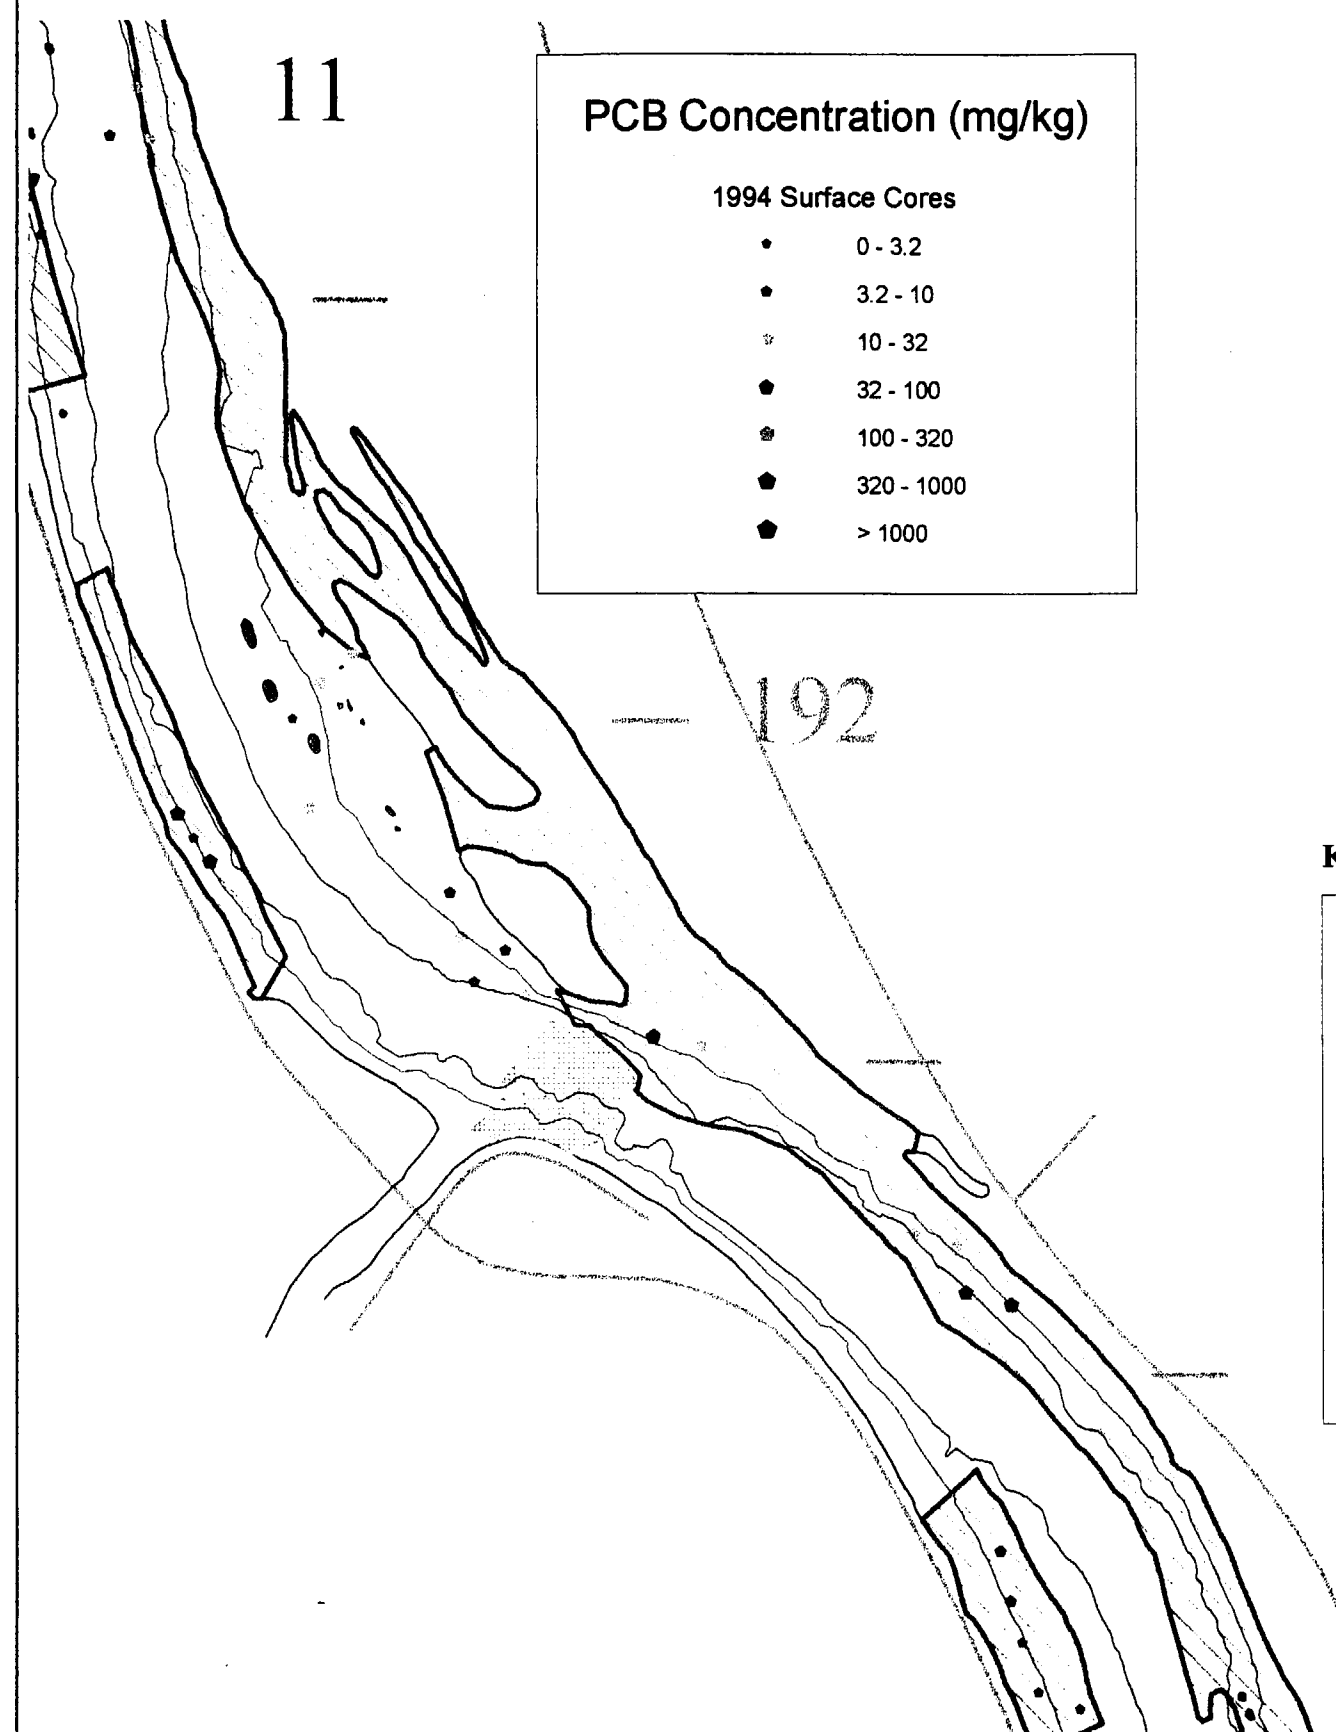 11
PCB Concentration (mg/kg)
1994 Surface Cores
0 - 3.2
3.2 - 10
10 - 32
32 - 100
100 - 320
320 - 1000
> 1000
192
K